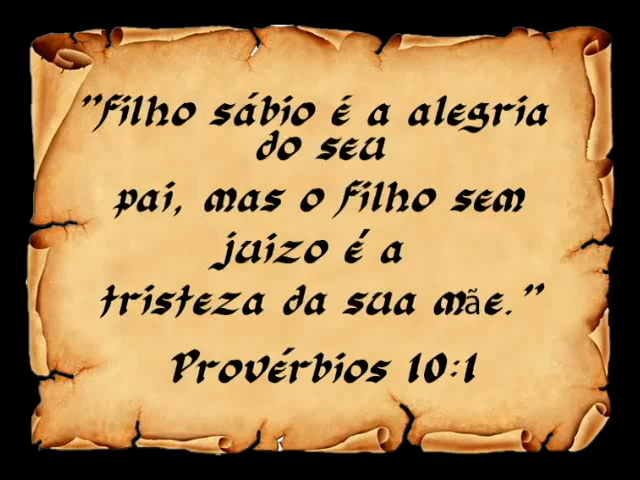 "Filho sábio é a alegria
do seu
pai, mas o filho sem
juizo é a
tristeza da sua mãe."
Provérbios 10:1